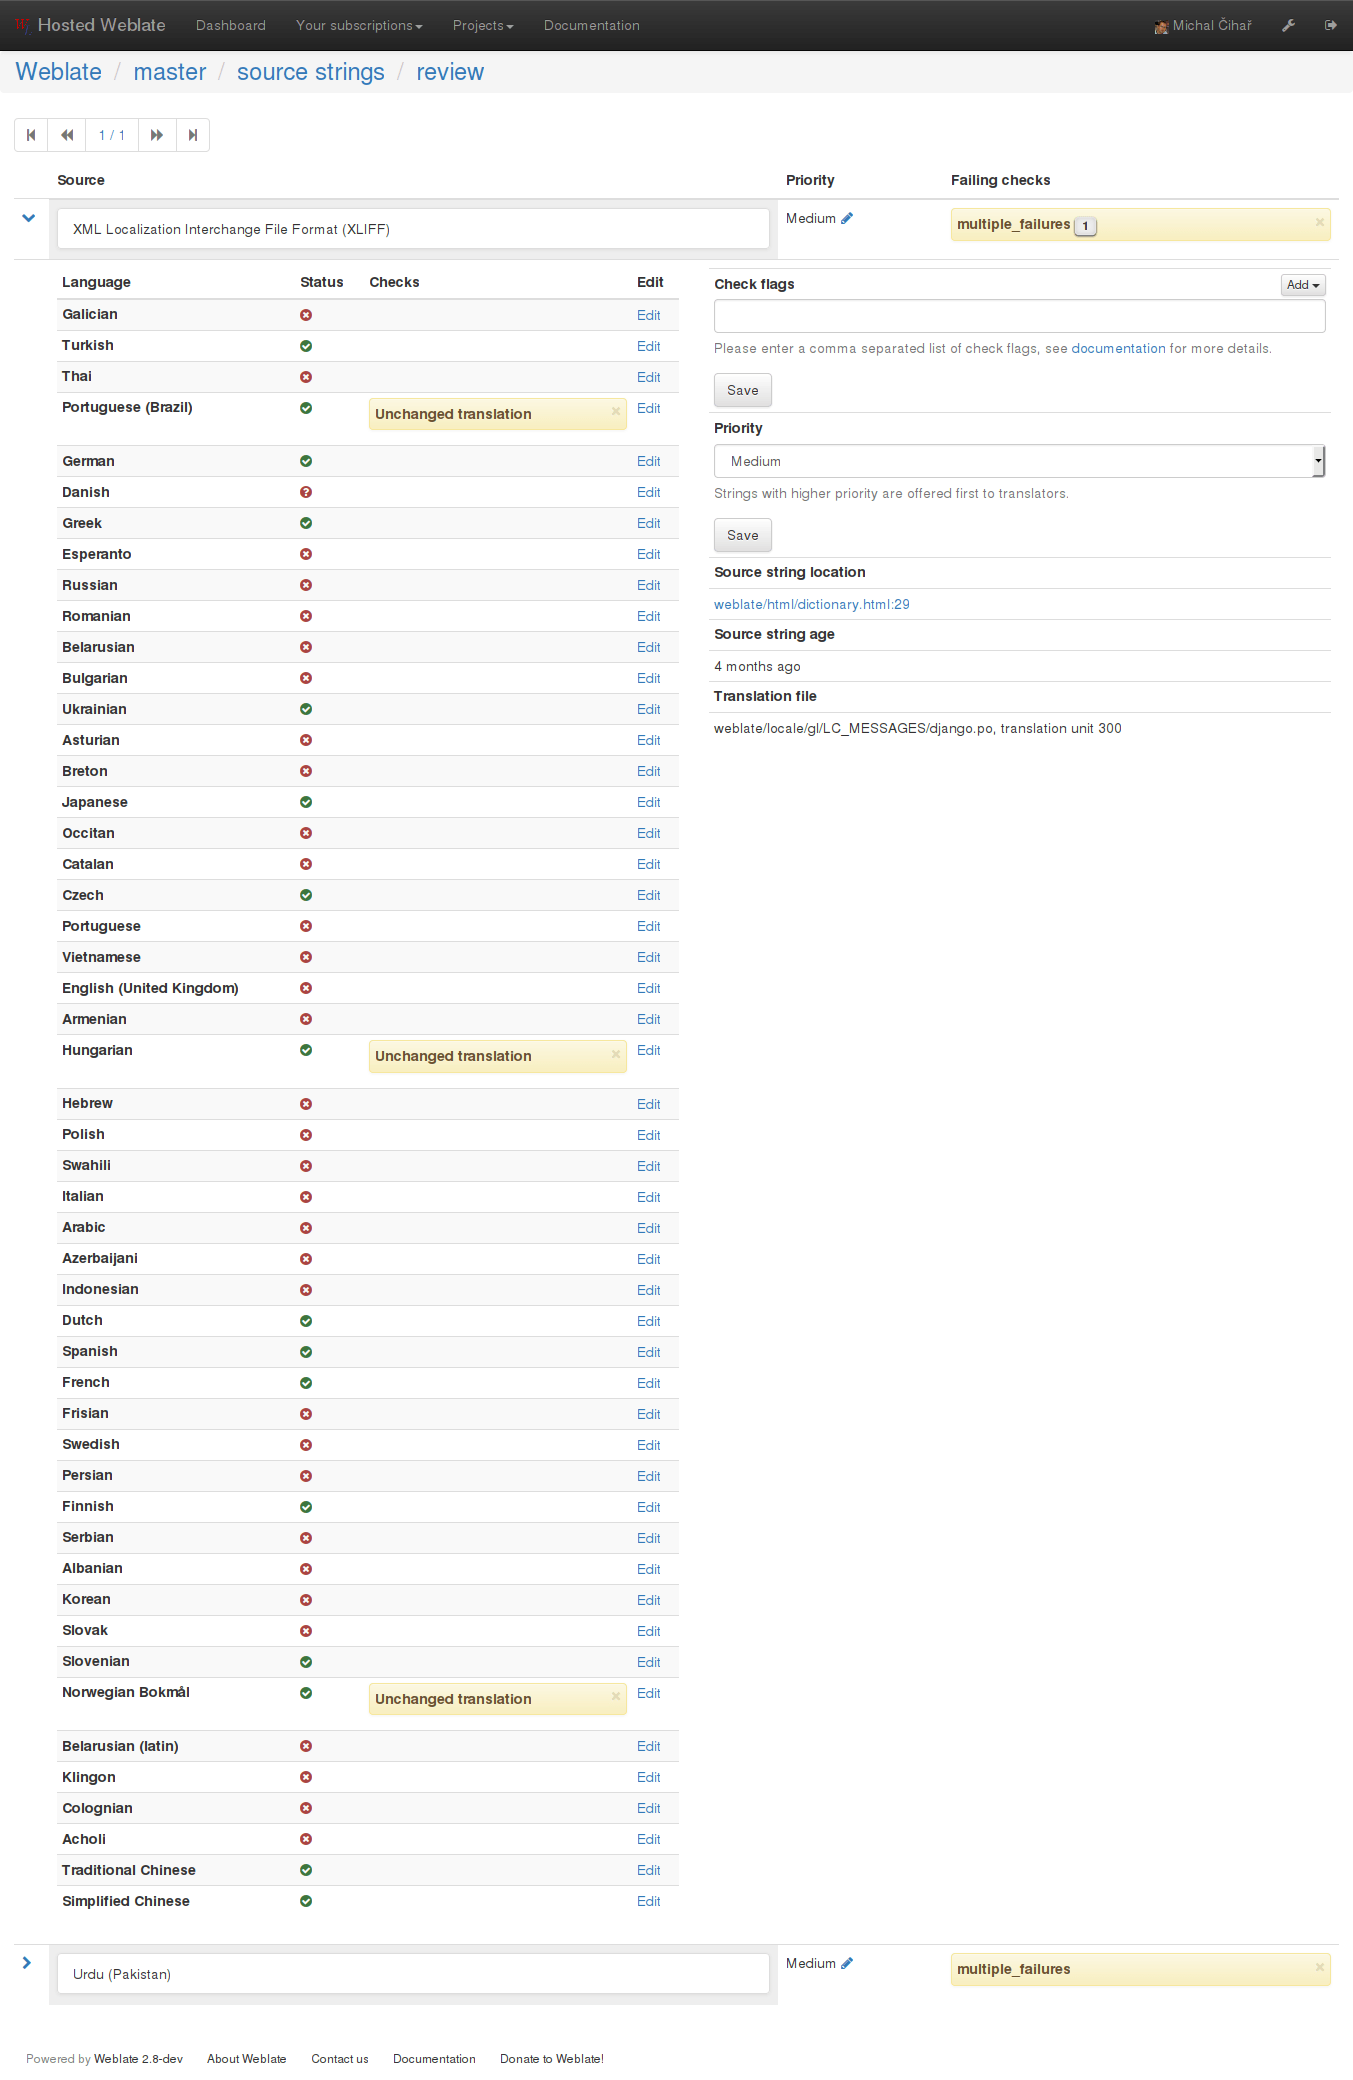 Hosted Weblate Dashboard Your subscriptions Projects Documentation Michal Čihař
Weblate / master / source strings / review
1 / 1
Source Priority Failing checks
XML Localization Interchange File Format (XLIFF) Medium multiple_failures 1 ×
Language Status Checks Edit
Galician Edit
Turkish Edit
Thai Edit
Portuguese (Brazil) Unchanged translation × Edit
German Edit
Danish Edit
Greek Edit
Esperanto Edit
Russian Edit
Romanian Edit
Belarusian Edit
Bulgarian Edit
Ukrainian Edit
Asturian Edit
Breton Edit
Japanese Edit
Occitan Edit
Catalan Edit
Czech Edit
Portuguese Edit
Vietnamese Edit
English (United Kingdom) Edit
Armenian Edit
Hungarian Unchanged translation × Edit
Hebrew Edit
Polish Edit
Swahili Edit
Italian Edit
Arabic Edit
Azerbaijani Edit
Indonesian Edit
Dutch Edit
Spanish Edit
French Edit
Frisian Edit
Swedish Edit
Persian Edit
Finnish Edit
Serbian Edit
Albanian Edit
Korean Edit
Slovak Edit
Slovenian Edit
Norwegian Bokmål Unchanged translation × Edit
Belarusian (latin) Edit
Klingon Edit
Colognian Edit
Acholi Edit
Traditional Chinese Edit
Simplified Chinese Edit
Check flags Add
Please enter a comma separated list of check flags, see documentation for more details.
Save
Priority
Medium
Strings with higher priority are offered first to translators.
Save
Source string location
weblate/html/dictionary.html:29
Source string age
4 months ago
Translation file
weblate/locale/gl/LC_MESSAGES/django.po, translation unit 300
Urdu (Pakistan) Medium multiple_failures ×
Powered by Weblate 2.8-dev About Weblate Contact us Documentation Donate to Weblate!